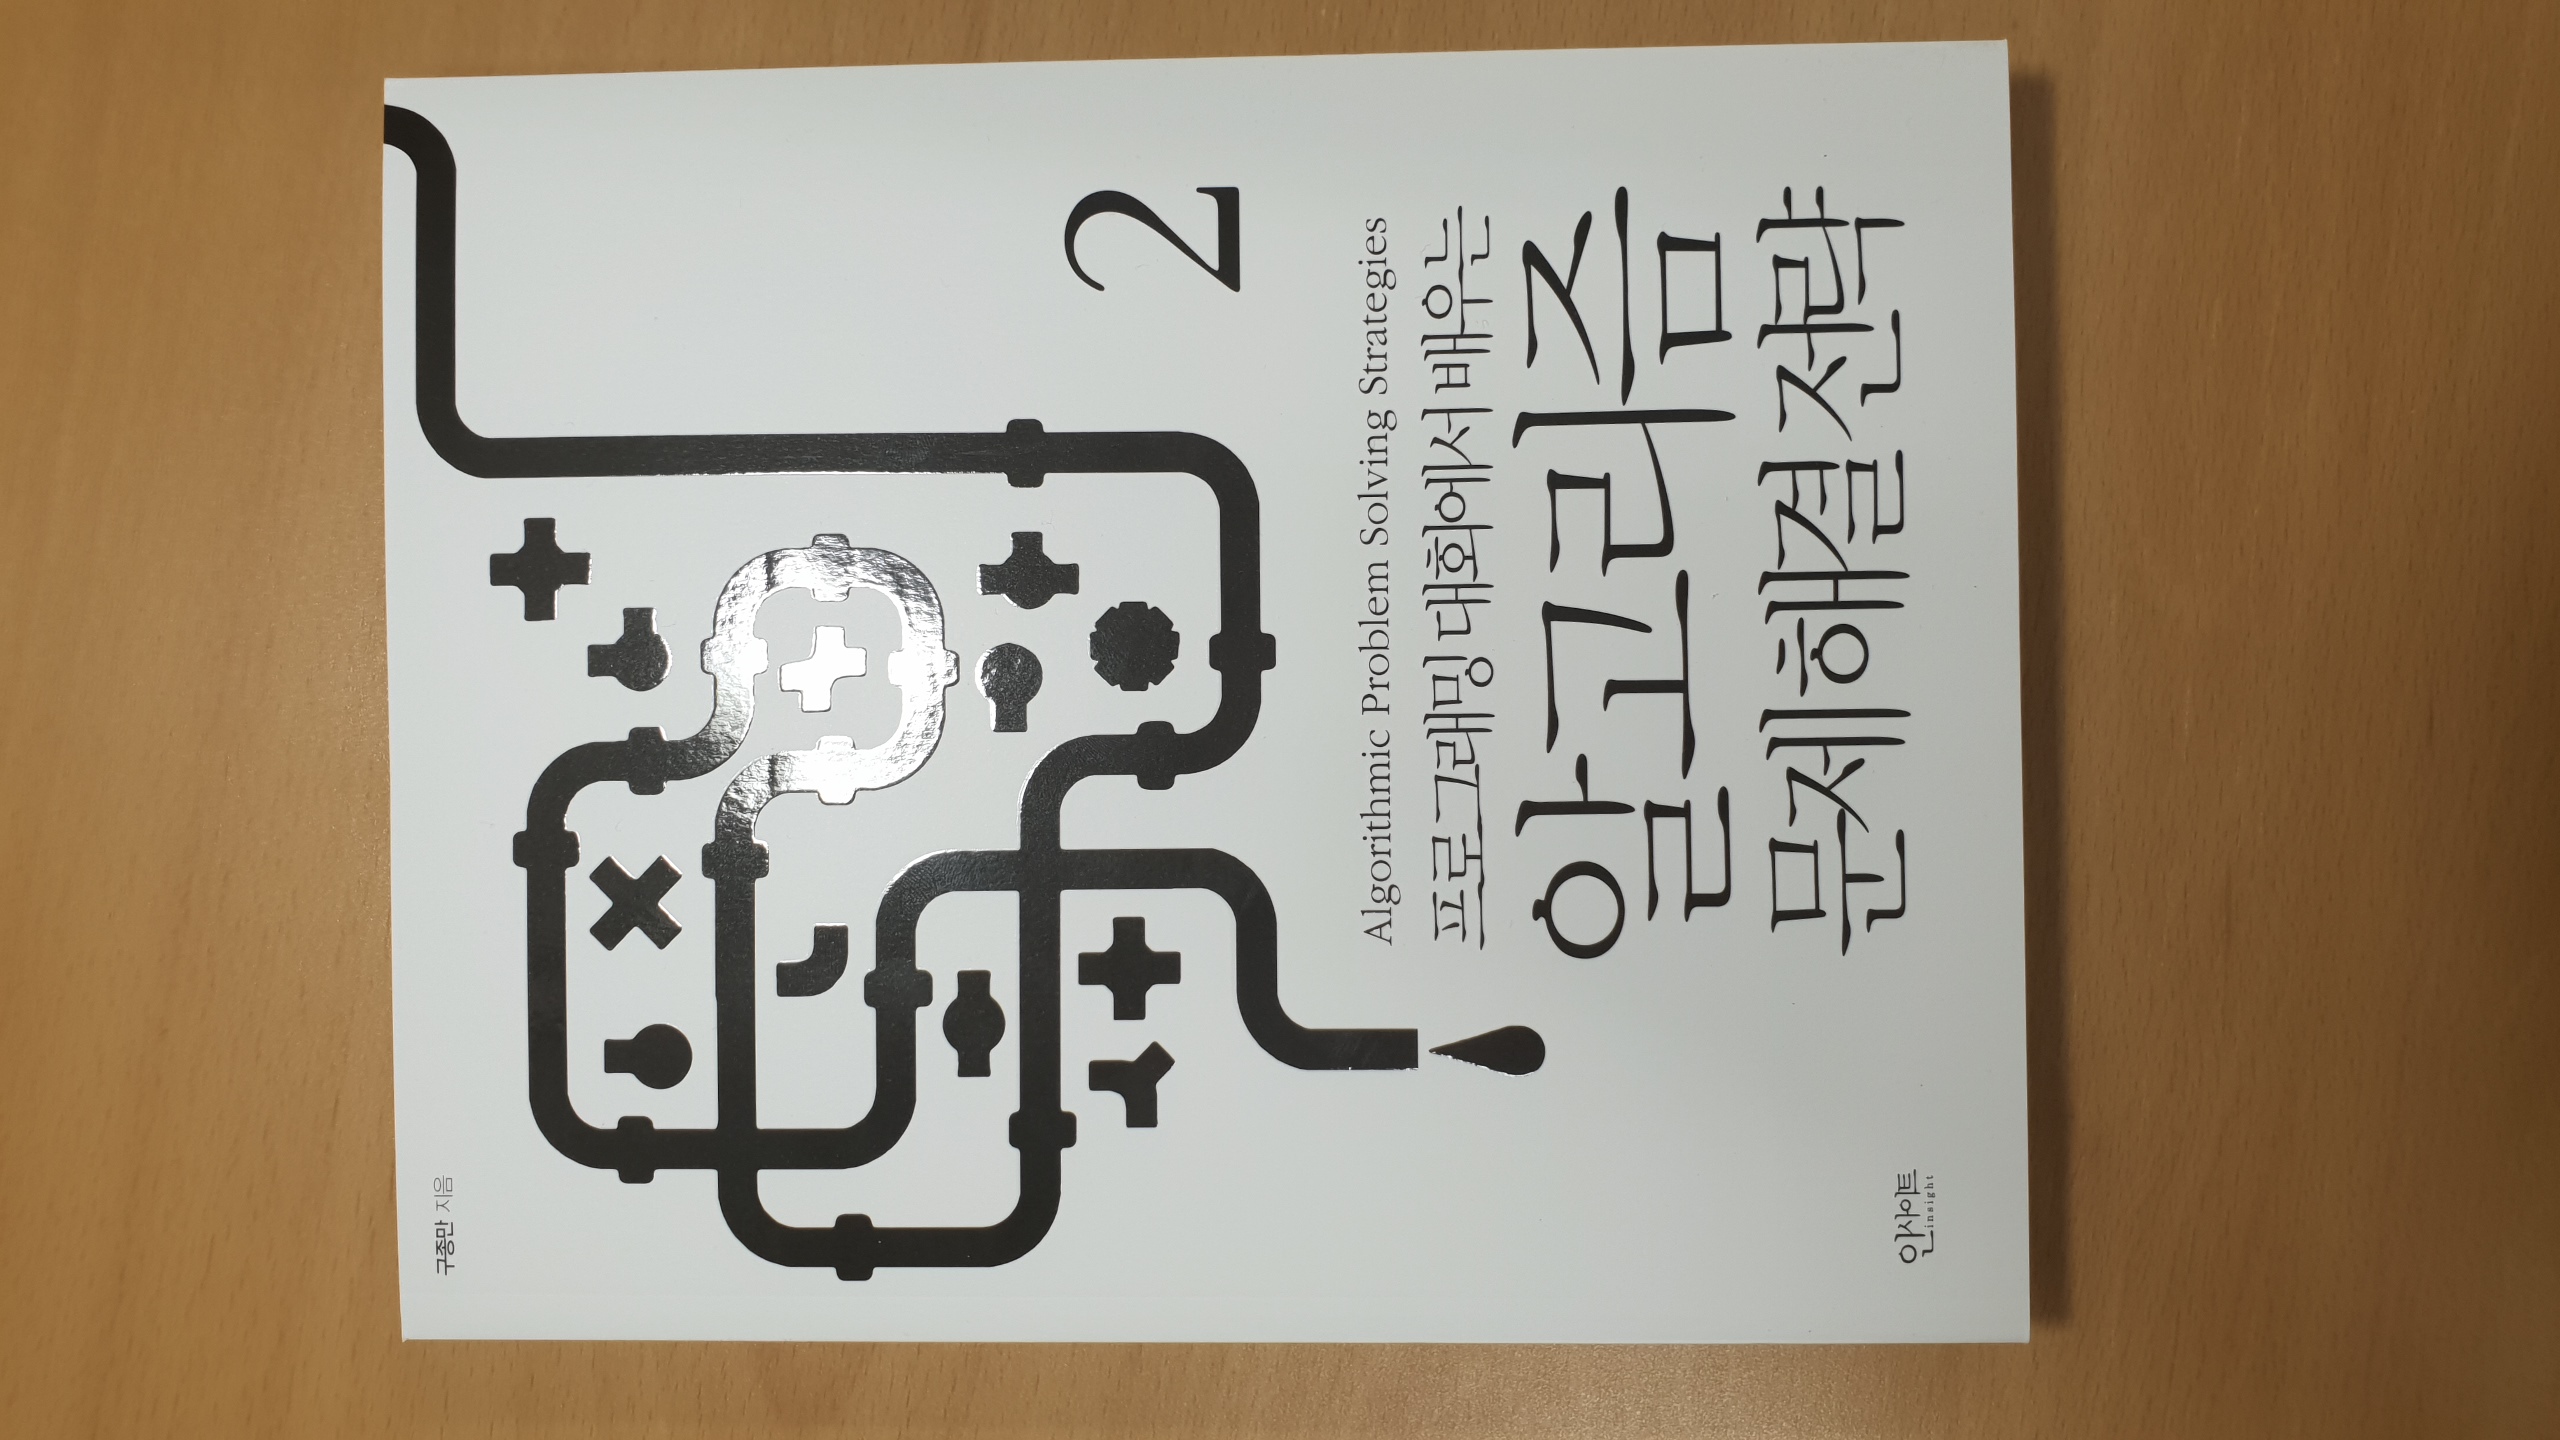 구종만 지음
2
Algorithmic Problem Solving Strategies
프로그래밍 대회에서 배우는
알고리즘
문제해결 전략
인사이트
insight